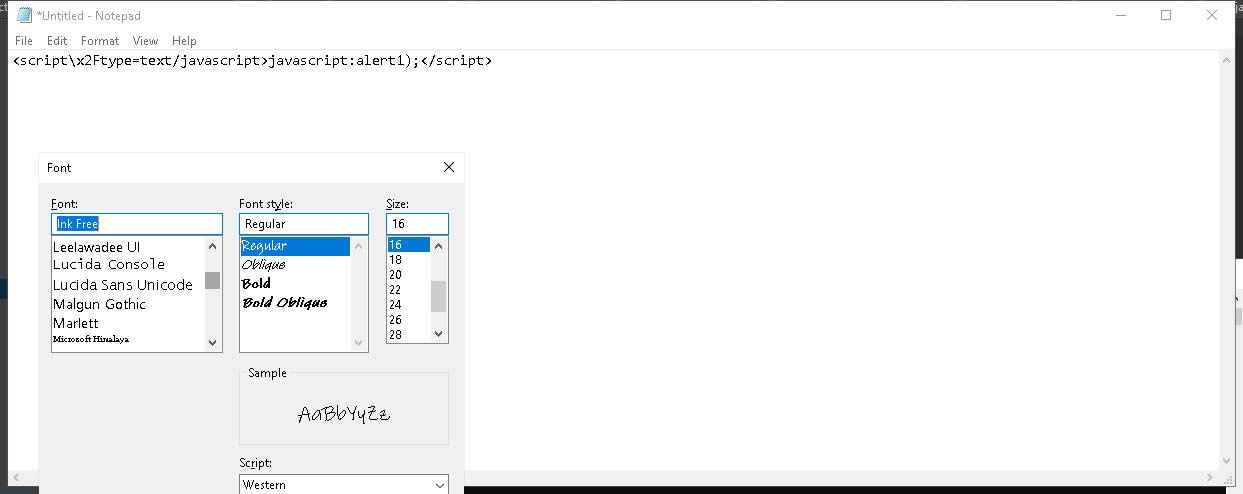 *Untitled - Notepad
File Edit Format View Help
<script\x2Ftype=text/javascript>javascript:alert1);</script>
Font
Font: Font style: Size:
Ink Free Regular 16
Leelawadee UI
Lucida Console
Lucida Sans Unicode
Malgun Gothic
Marlett
Microsoft Himalaya
Regular
Oblique
Bold
Bold Oblique
16
18
20
22
24
26
28
Sample
AaBbYyZz
Script:
Western